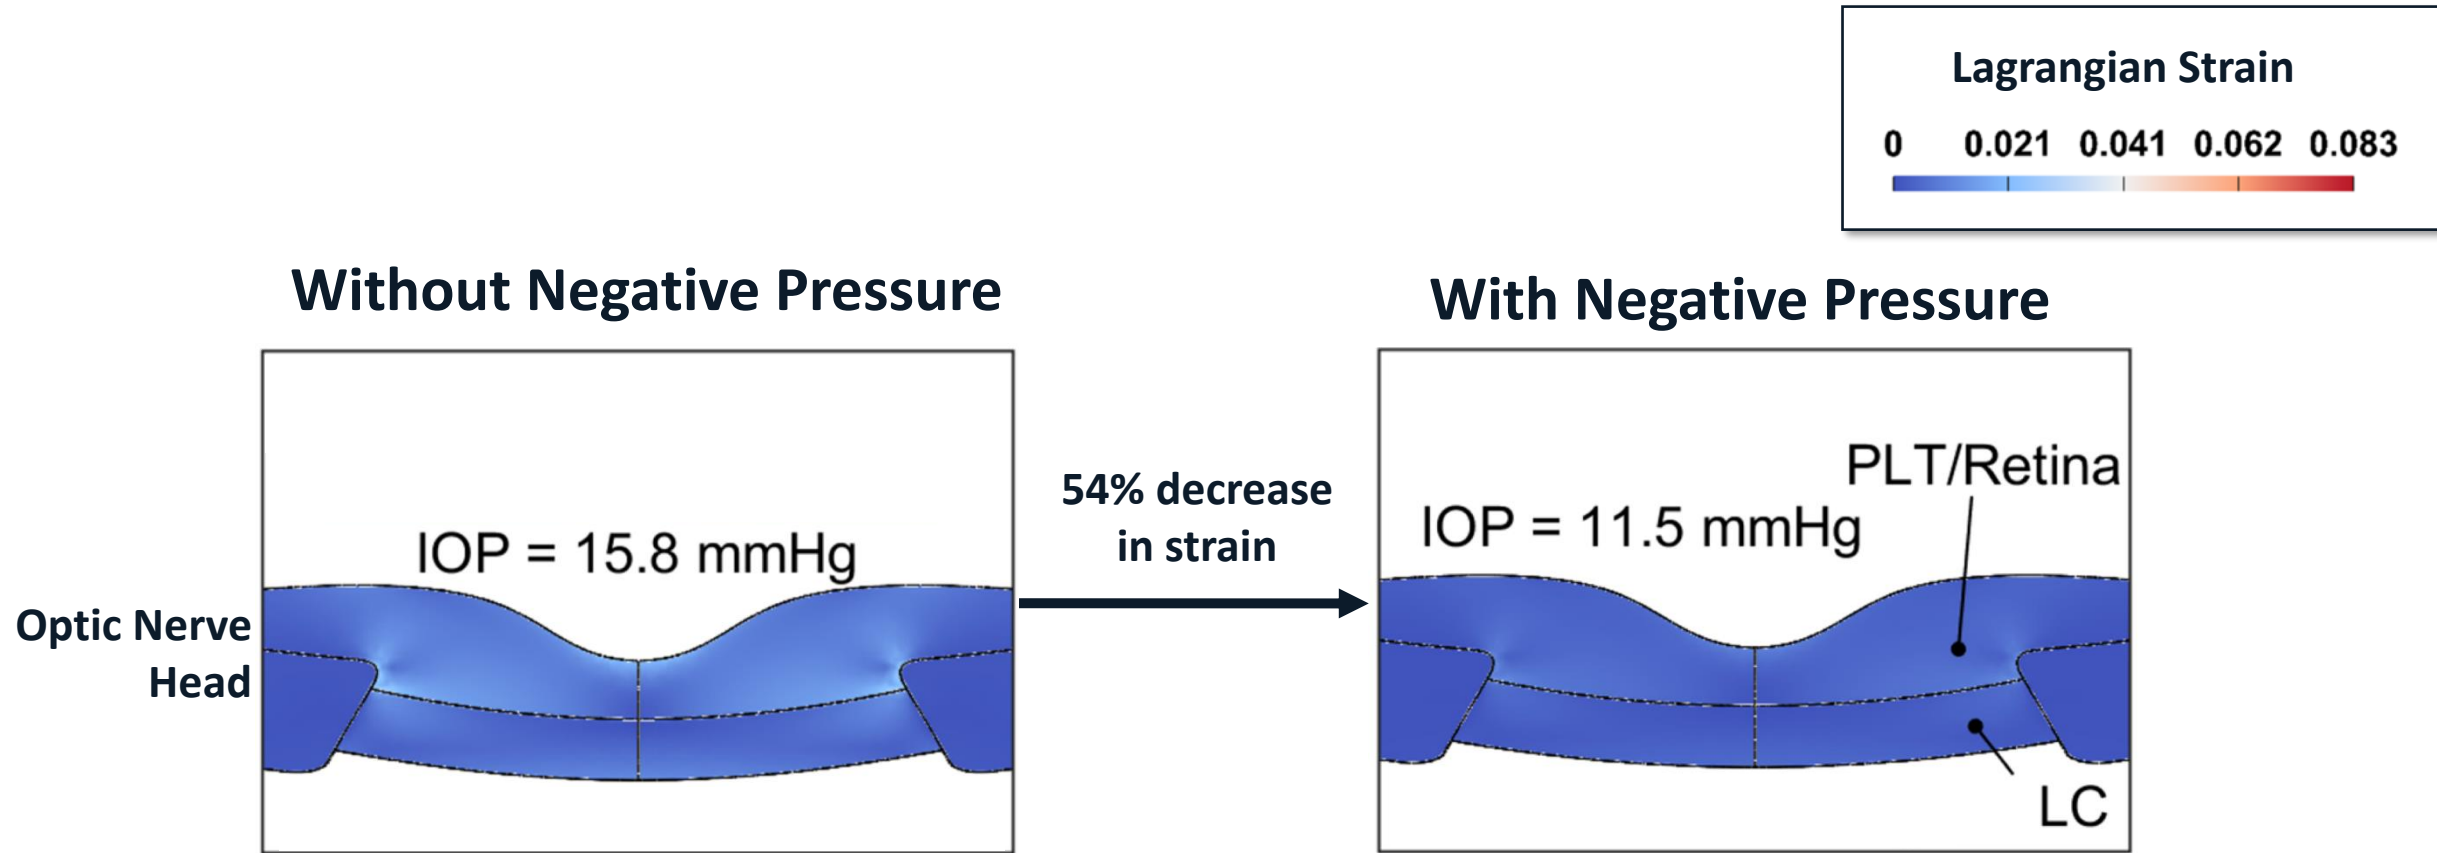 Lagrangian Strain
0 0.021 0.041 0.062 0.083
Without Negative Pressure
With Negative Pressure
IOP = 15.8 mmHg
Optic Nerve
Head
54% decrease
in strain
PLT/Retina
IOP = 11.5 mmHg
LC